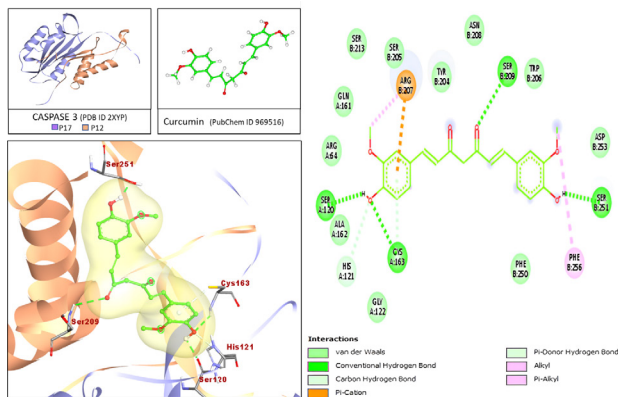 CASPASE 3 (PDB ID 2XYP)
P17 P12
Curcumin (PubChem ID 969516)
Ser251
Cys163
Ser209
His121
Ser120
SER
B:213
SER
B:205
ASN
B:208
ARG
B:207
TYR
B:204
SER
B:209
TRP
B:206
GLN
A:161
ARG
A:64
ASP
B:253
SER
A:120
ALA
A:162
CYS
A:163
SER
B:251
HIS
A:121
GLY
A:122
PHE
B:250
PHE
B:256
Interactions
van der Waals
Conventional Hydrogen Bond
Carbon Hydrogen Bond
Pi-Cation
Pi-Donor Hydrogen Bond
Alkyl
Pi-Alkyl